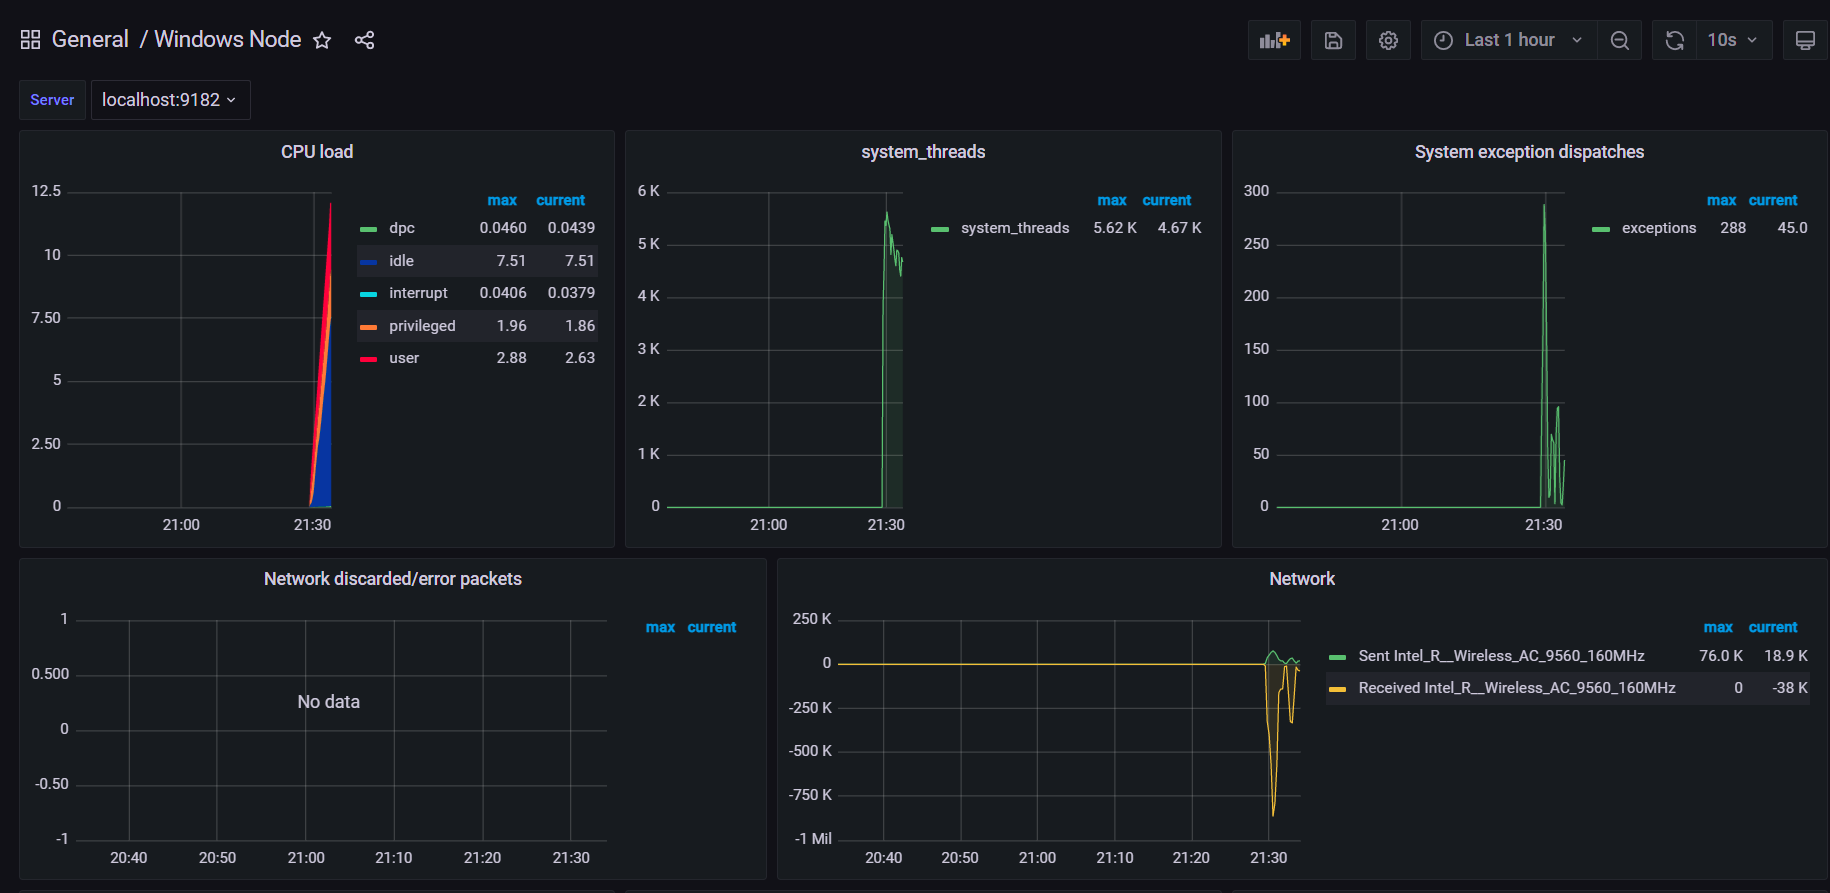 General / Windows Node
Last 1 hour
10s
Server
localhost:9182
CPU load
12.5
10
7.50
5
2.50
0
21:00
21:30
max current
dpc 0.0460 0.0439
idle 7.51 7.51
interrupt 0.0406 0.0379
privileged 1.96 1.86
user 2.88 2.63
system_threads
6 K
5 K
4 K
3 K
2 K
1 K
0
21:00
21:30
max current
system_threads 5.62 K 4.67 K
System exception dispatches
300
250
200
150
100
50
0
21:00
21:30
max current
exceptions 288 45.0
Network discarded/error packets
1
0.500
0
-0.50
-1
No data
20:40
20:50
21:00
21:10
21:20
21:30
max current
Network
250 K
0
-250 K
-500 K
-750 K
-1 Mil
20:40
20:50
21:00
21:10
21:20
21:30
max current
Sent Intel_R__Wireless_AC_9560_160MHz 76.0 K 18.9 K
Received Intel_R__Wireless_AC_9560_160MHz 0 -38 K